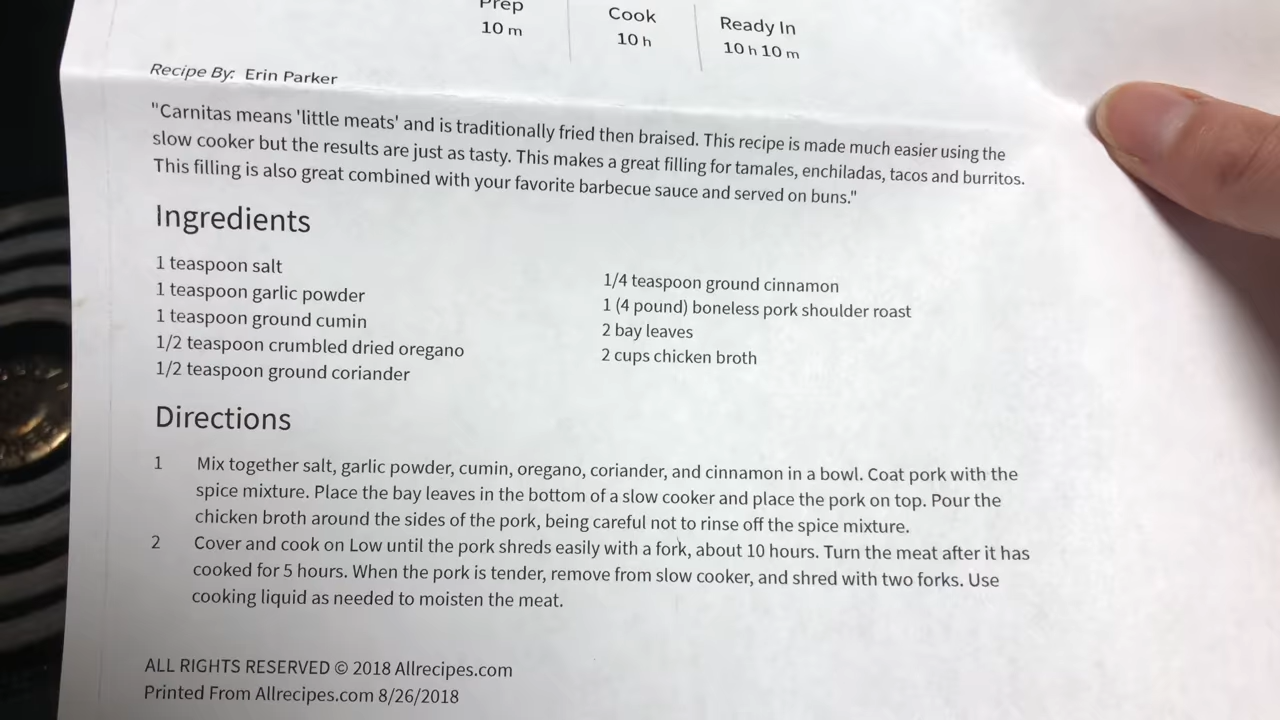 Prep
Cook
Ready In
10 m
10 h
10 h 10 m
Recipe By: Erin Parker
"Carnitas means 'little meats' and is traditionally fried then braised. This recipe is made much easier using the
slow cooker but the results are just as tasty. This makes a great filling for tamales, enchiladas, tacos and burritos.
This filling is also great combined with your favorite barbecue sauce and served on buns."
Ingredients
1 teaspoon salt
1 teaspoon garlic powder
1 teaspoon ground cumin
1/2 teaspoon crumbled dried oregano
1/2 teaspoon ground coriander
1/4 teaspoon ground cinnamon
1 (4 pound) boneless pork shoulder roast
2 bay leaves
2 cups chicken broth
Directions
1 Mix together salt, garlic powder, cumin, oregano, coriander, and cinnamon in a bowl. Coat pork with the
spice mixture. Place the bay leaves in the bottom of a slow cooker and place the pork on top. Pour the
chicken broth around the sides of the pork, being careful not to rinse off the spice mixture.
2 Cover and cook on Low until the pork shreds easily with a fork, about 10 hours. Turn the meat after it has
cooked for 5 hours. When the pork is tender, remove from slow cooker, and shred with two forks. Use
cooking liquid as needed to moisten the meat.
ALL RIGHTS RESERVED © 2018 Allrecipes.com
Printed From Allrecipes.com 8/26/2018